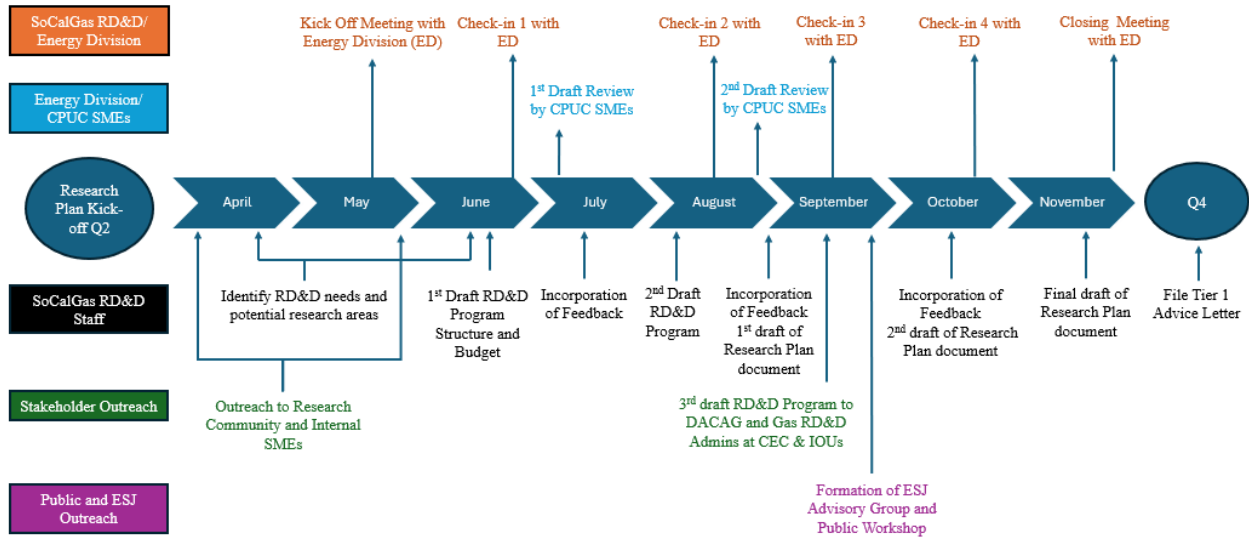 SoCalGas RD&D/
Energy Division
Kick Off Meeting with
Energy Division (ED)
Check-in 1 with
ED
Check-in 2 with
ED
Check-in 3
with ED
Check-in 4 with
ED
Closing Meeting
with ED
Energy Division/
CPUC SMEs
1st Draft Review
by CPUC SMEs
2nd Draft Review
by CPUC SMEs
Research
Plan Kick-
off Q2
April
May
June
July
August
September
October
November
Q4
SoCalGas RD&D
Staff
Identify RD&D needs and
potential research areas
1st Draft RD&D
Program
Structure and
Budget
Incorporation
of Feedback
2nd Draft
RD&D
Program
Incorporation
of Feedback
1st draft of
Research Plan
document
Incorporation of
Feedback
2nd draft of Research
Plan document
Final draft of
Research Plan
document
File Tier 1
Advice Letter
Stakeholder Outreach
Outreach to Research
Community and Internal
SMEs
3rd draft RD&D Program to
DACAG and Gas RD&D
Admins at CEC & IOUs
Public and ESJ
Outreach
Formation of ESJ
Advisory Group and
Public Workshop